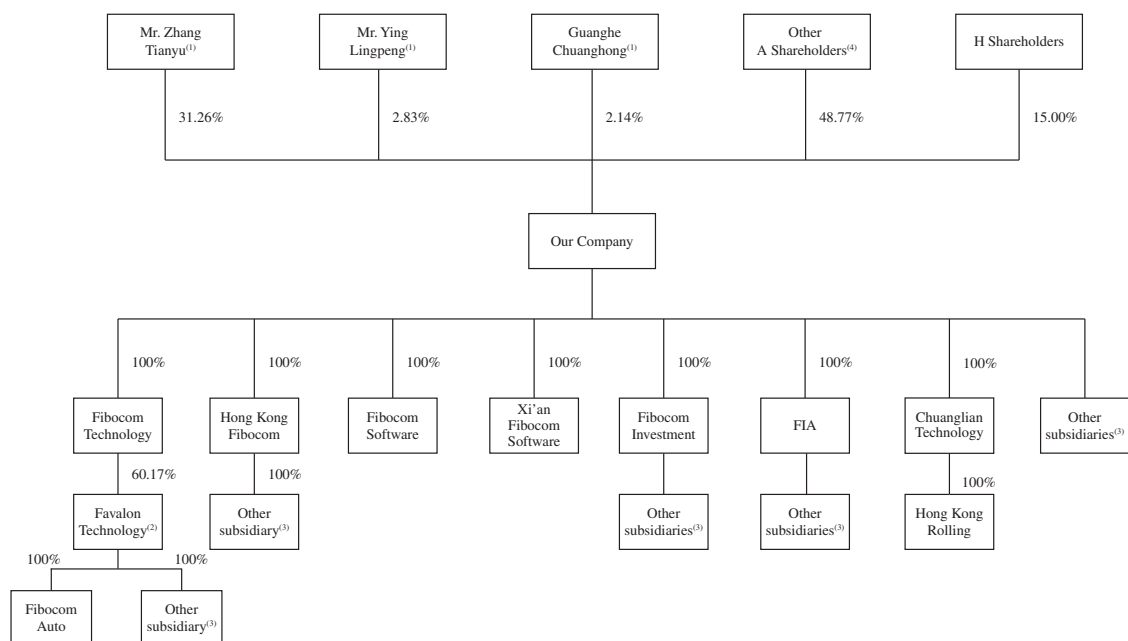 Mr. Zhang
Tianyu(1)
Mr. Ying
Lingpeng(1)
Guanghe
Chuanghong(1)
Other
A Shareholders(4)
H Shareholders
31.26%
2.83%
2.14%
48.77%
15.00%
Our Company
100%
100%
100%
100%
100%
100%
100%
Fibocom
Technology
Hong Kong
Fibocom
Fibocom
Software
Xi’an
Fibocom
Software
Fibocom
Investment
FIA
Chuanglian
Technology
Other
subsidiaries(3)
60.17%
100%
100%
Favalon
Technology(2)
Other
subsidiary(3)
Other
subsidiaries(3)
Other
subsidiaries(3)
Hong Kong
Rolling
100%
100%
Fibocom
Auto
Other
subsidiary(3)